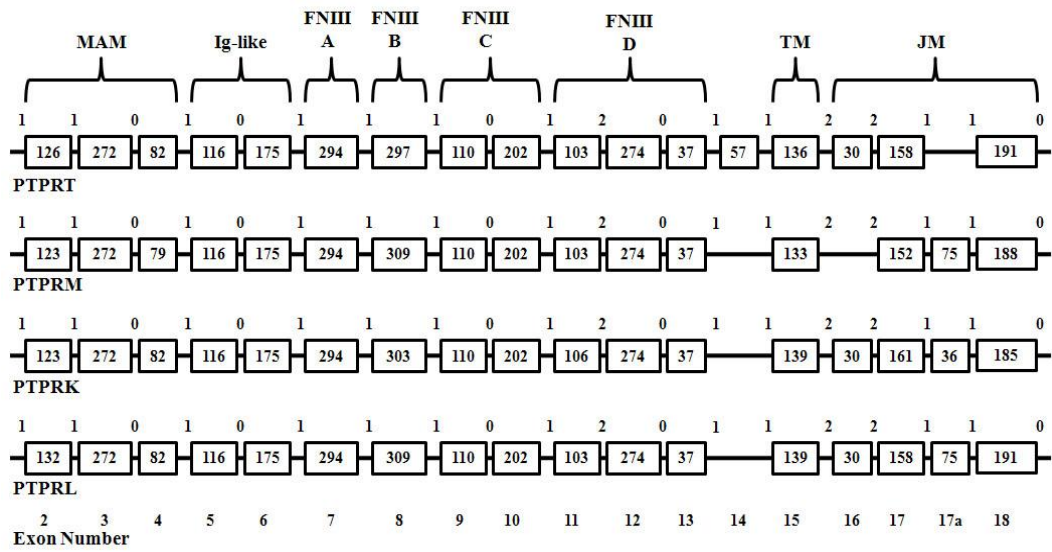 FNIII FNIII FNIII FNIII
MAM Ig-like A B C D TM JM
1 1 0 1 0 1 1 1 0 1 2 0 1 1 2 2 1 1 0
126 272 82 116 175 294 297 110 202 103 274 37 57 136 30 158 191
PTPRT
1 1 0 1 0 1 1 1 0 1 2 0 1 1 2 2 1 1 0
123 272 79 116 175 294 309 110 202 103 274 37 133 152 75 188
PTPRM
1 1 0 1 0 1 1 1 0 1 2 0 1 1 2 2 1 1 0
123 272 82 116 175 294 303 110 202 106 274 37 139 30 161 36 185
PTPRK
1 1 0 1 0 1 1 1 0 1 2 0 1 1 2 2 1 1 0
132 272 82 116 175 294 309 110 202 103 274 37 139 30 158 75 191
PTPRL
2 3 4 5 6 7 8 9 10 11 12 13 14 15 16 17 17a 18
Exon Number